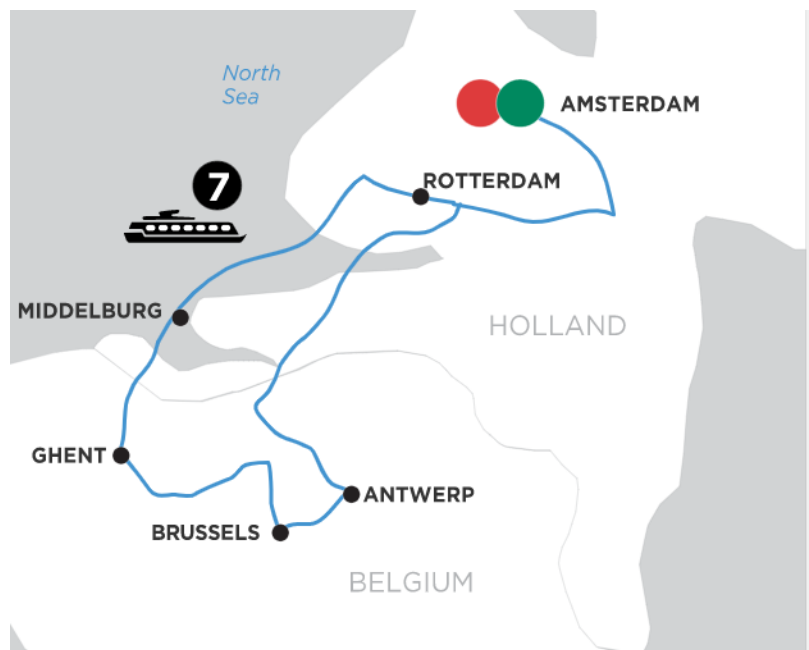 North
Sea
AMSTERDAM
7
ROTTERDAM
MIDDELBURG
HOLLAND
GHENT
ANTWERP
BRUSSELS
BELGIUM